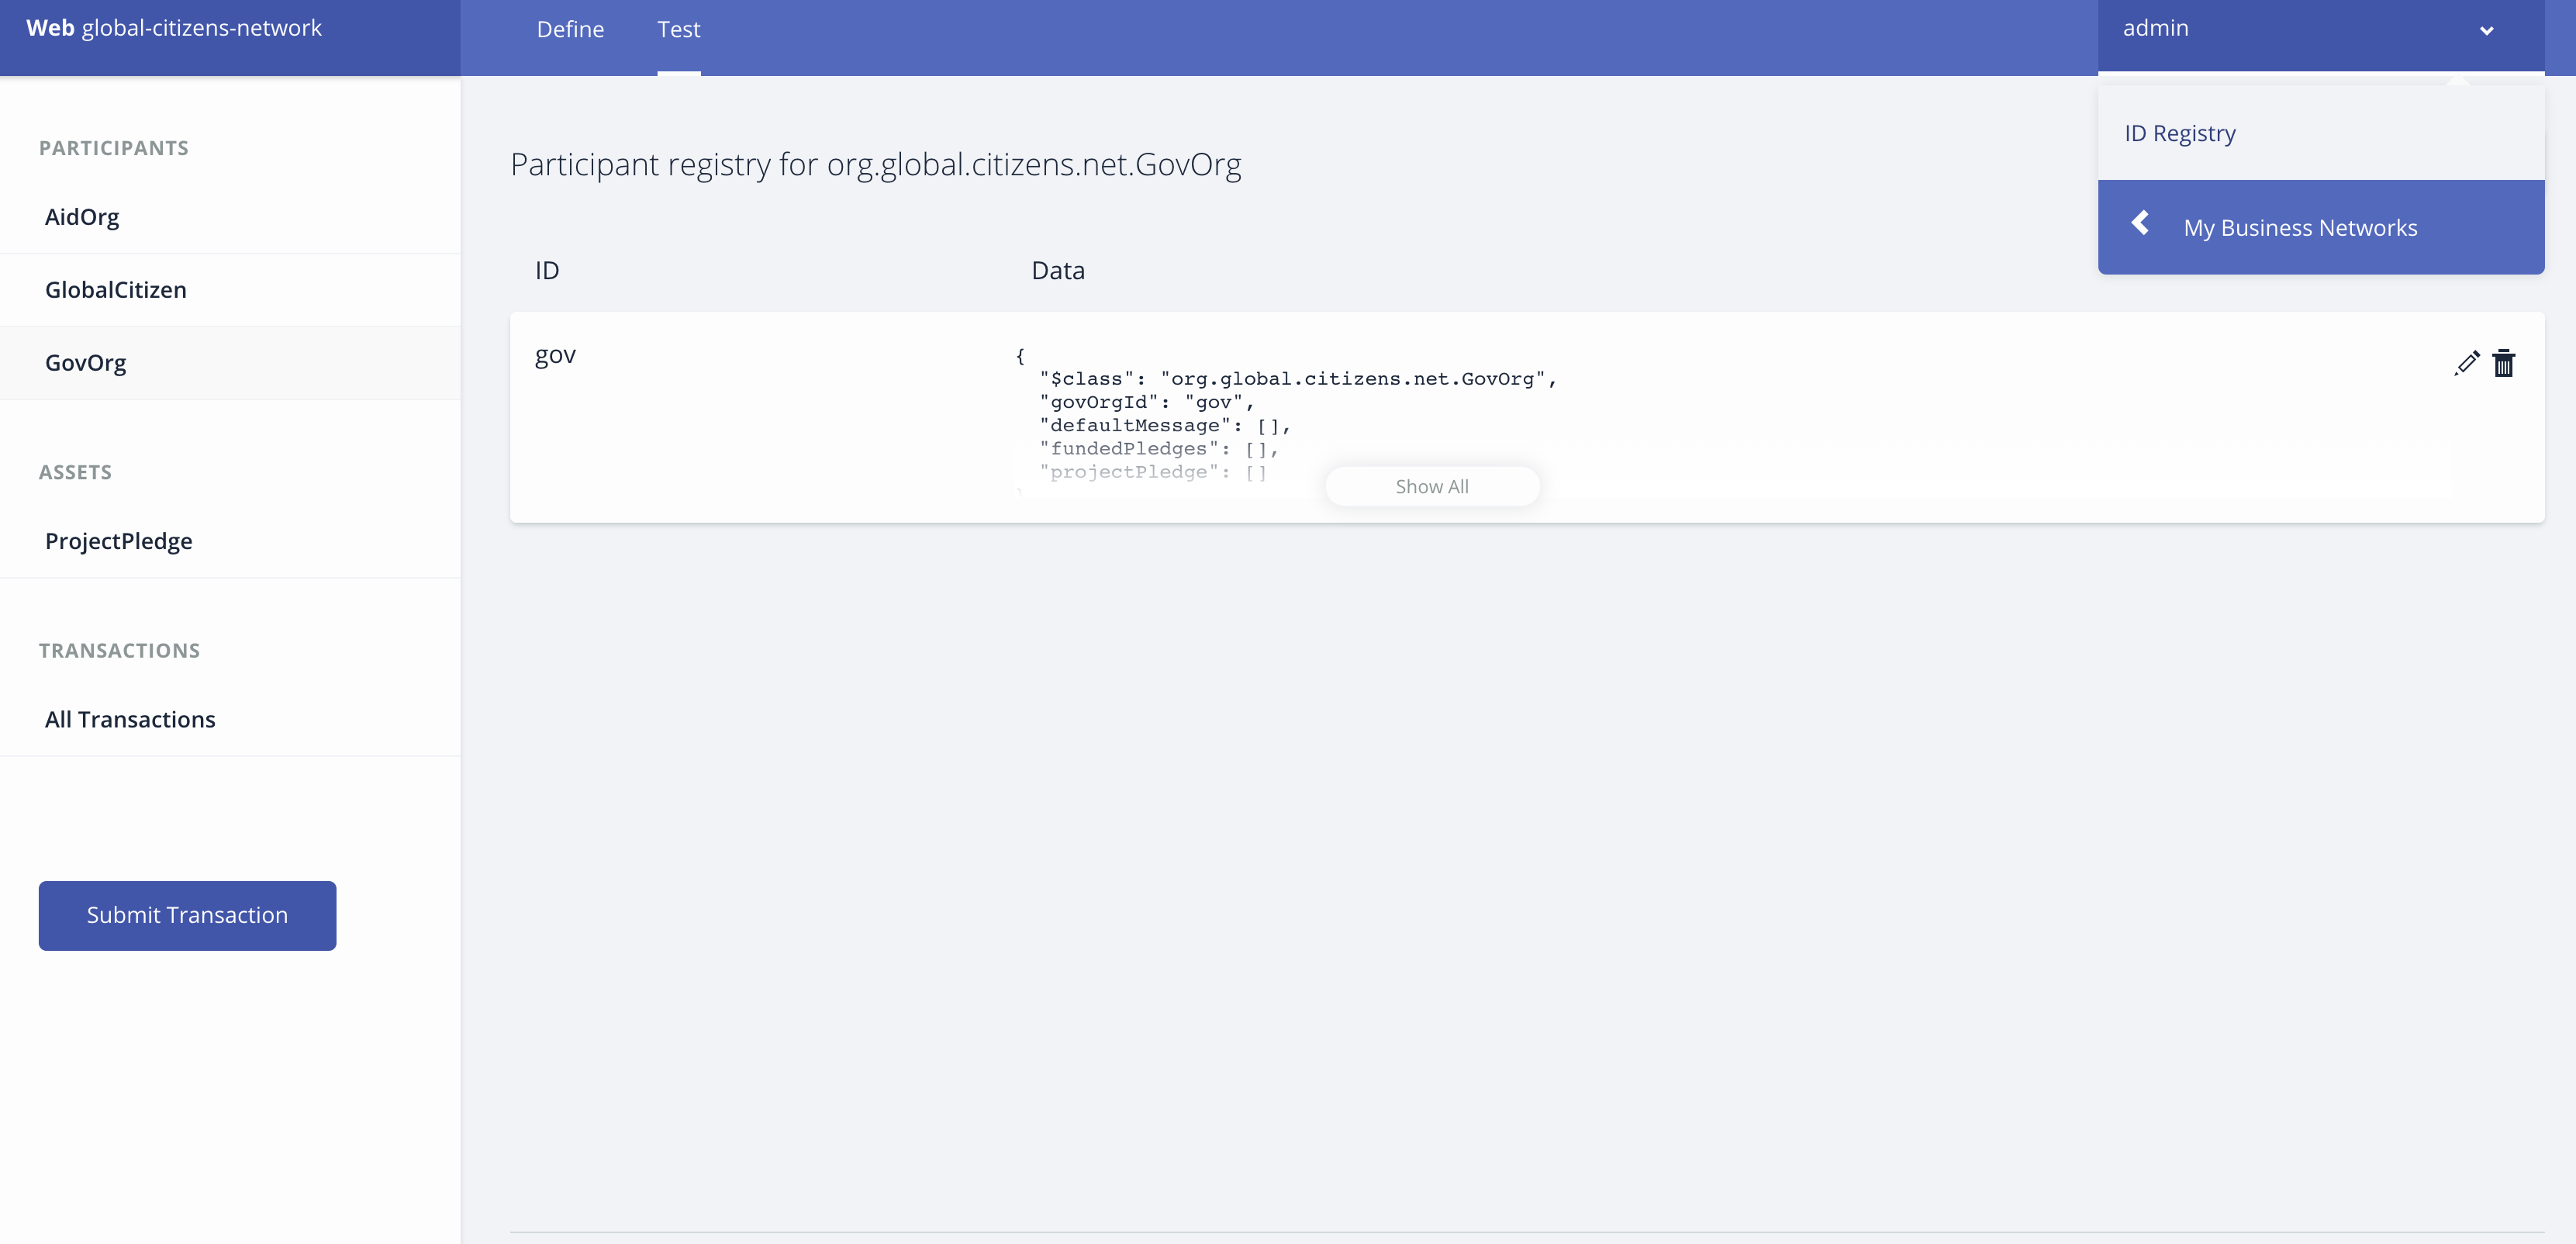 Web global-citizens-network
Define
Test
admin
ID Registry
My Business Networks
PARTICIPANTS
AidOrg
GlobalCitizen
GovOrg
ASSETS
ProjectPledge
TRANSACTIONS
All Transactions
Submit Transaction
Participant registry for org.global.citizens.net.GovOrg
ID
Data
gov
{
"$class": "org.global.citizens.net.GovOrg",
"govOrgId": "gov",
"defaultMessage": [],
"fundedPledges": [],
"projectPledge": []
Show All